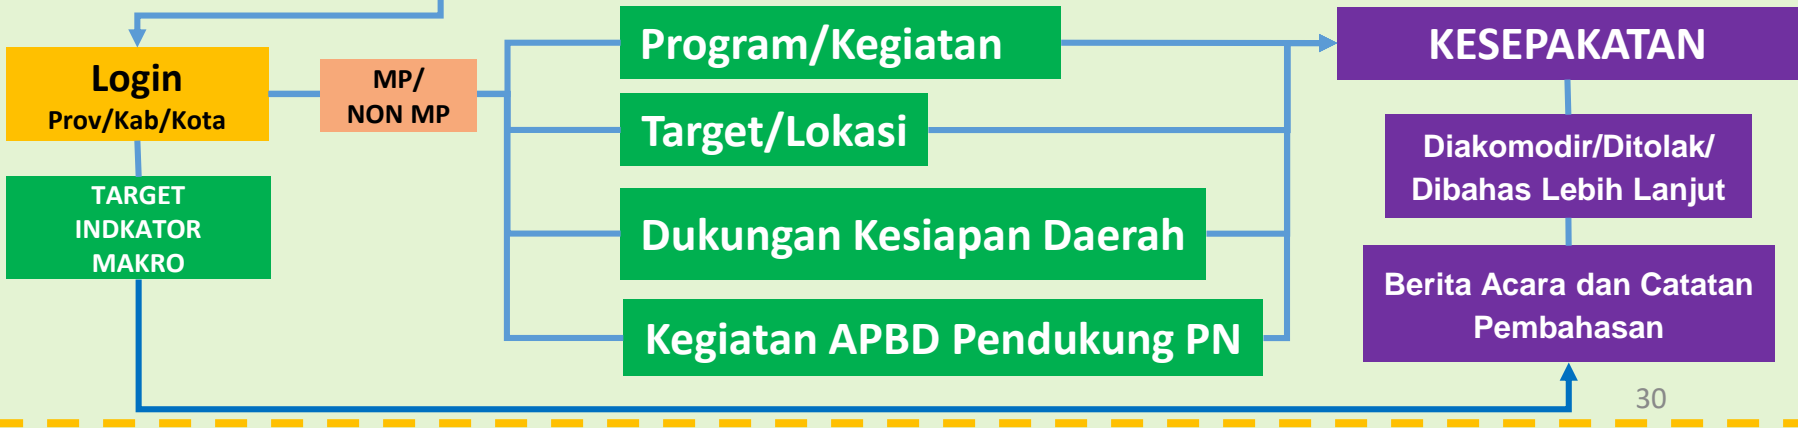 Login
Prov/Kab/Kota
TARGET
INDKATOR
MAKRO
MP/
NON MP
Program/Kegiatan
Target/Lokasi
Dukungan Kesiapan Daerah
Kegiatan APBD Pendukung PN
KESEPAKATAN
Diakomodir/Ditolak/
Dibahas Lebih Lanjut
Berita Acara dan Catatan
Pembahasan
30